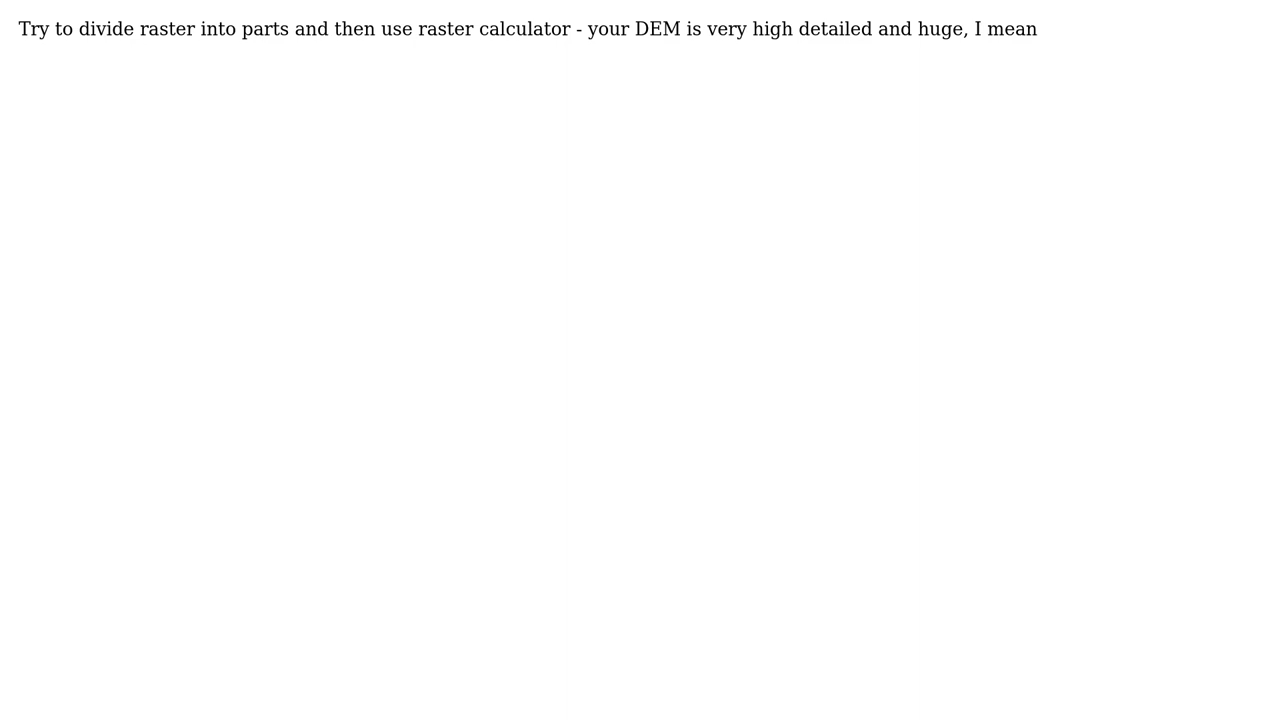 Try to divide raster into parts and then use raster calculator - your DEM is very high detailed and huge, I mean